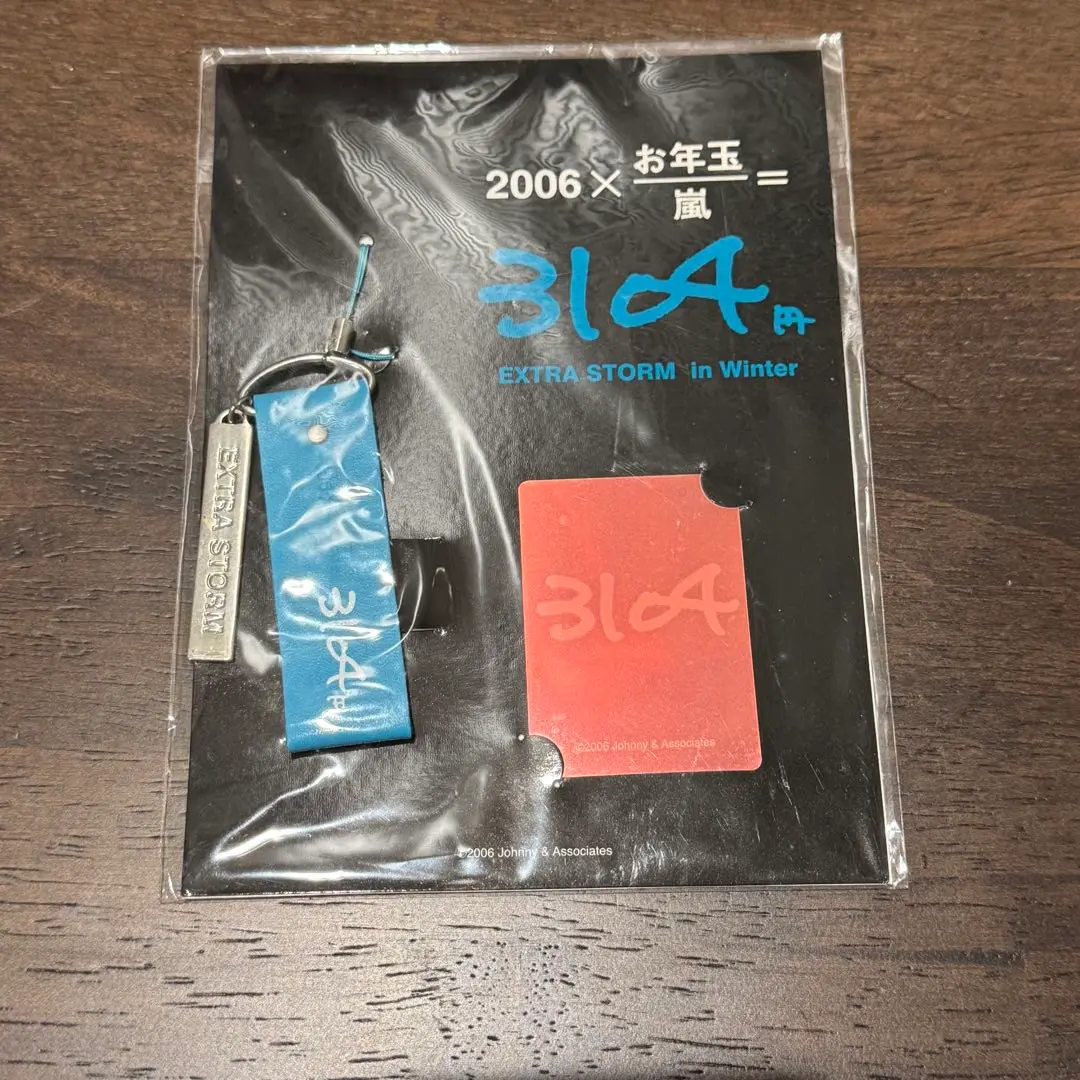 2006×お年玉/嵐=
3104円
EXTRA STORM in Winter
EXTRA STORM
3104円
3104
©2006 Johnny & Associates
©2006 Johnny & Associates